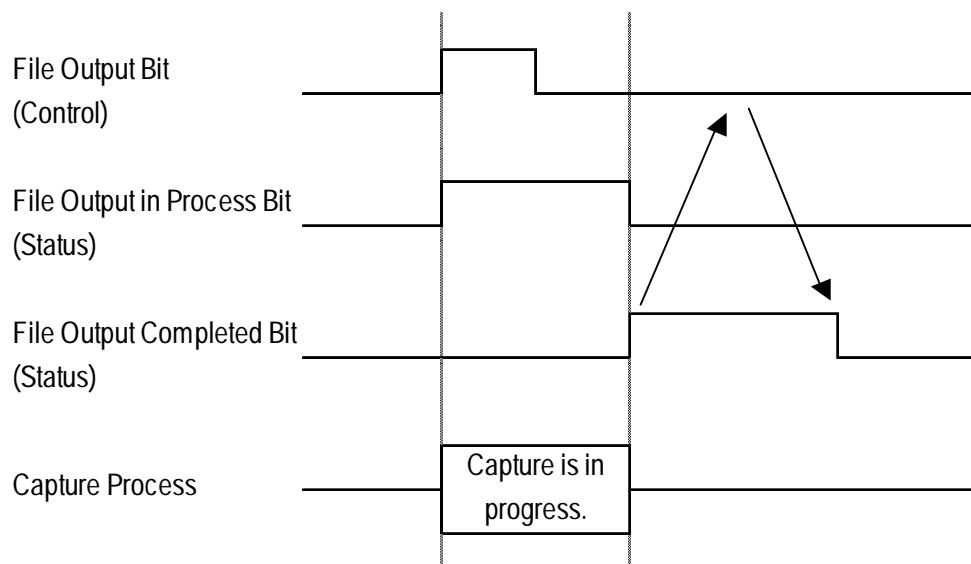 File Output Bit
(Control)
File Output in Process Bit
(Status)
File Output Completed Bit
(Status)
Capture Process
Capture is in
progress.